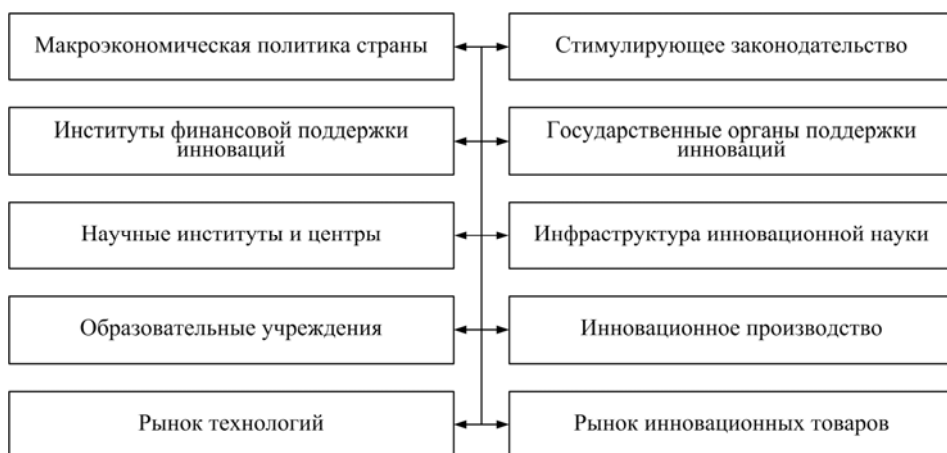 Макроэкономическая политика страны
Стимулирующее законодательство
Институты финансовой поддержки
инноваций
Государственные органы поддержки
инноваций
Научные институты и центры
Инфраструктура инновационной науки
Образовательные учреждения
Инновационное производство
Рынок технологий
Рынок инновационных товаров